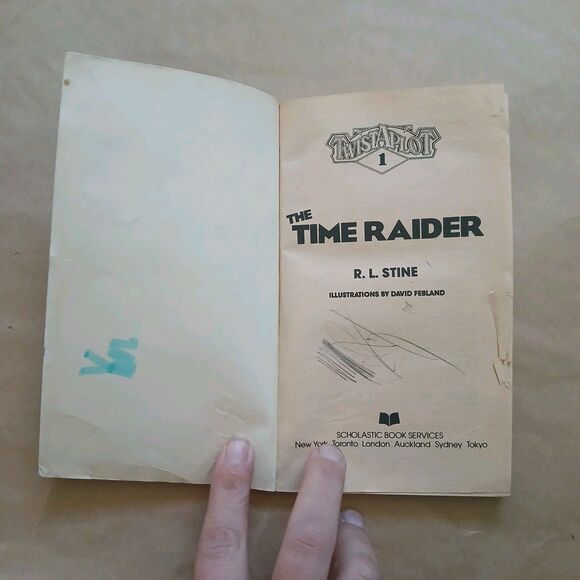 TWISTAPLOT
1
THE
TIME RAIDER
R. L. STINE
ILLUSTRATIONS BY DAVID FEBLAND
SCHOLASTIC BOOK SERVICES
New York Toronto London Auckland Sydney Tokyo